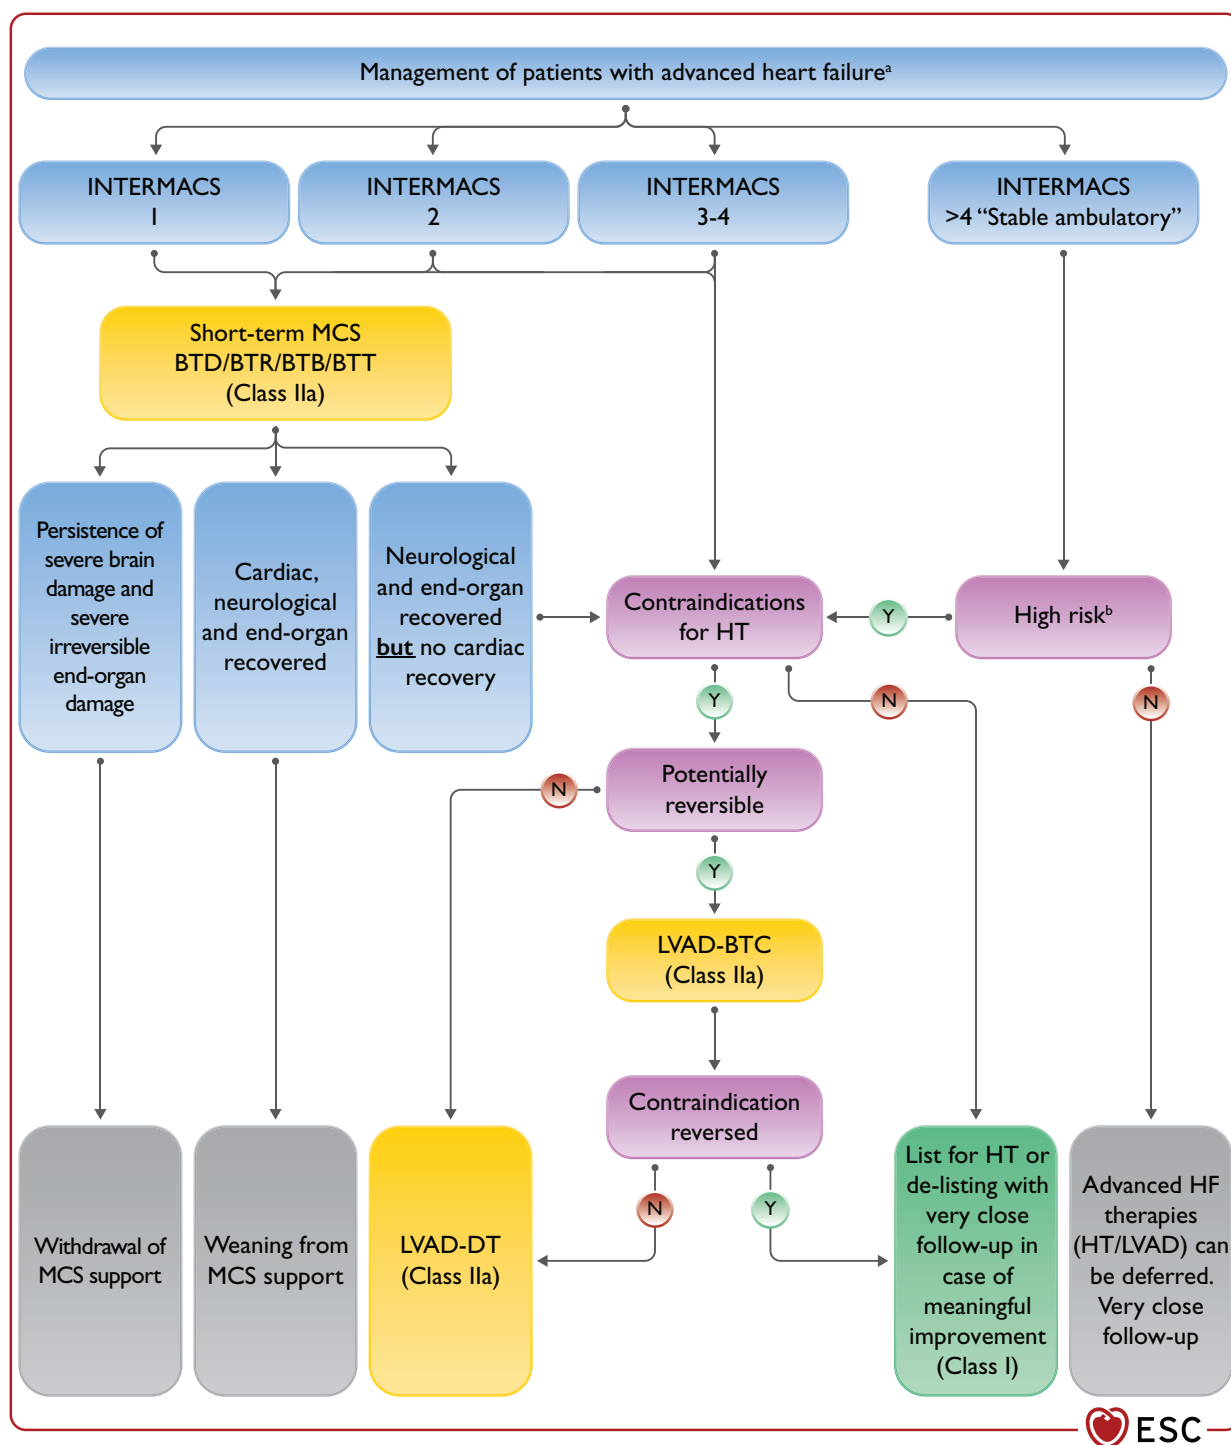 Management of patients with advanced heart failureᵃ
INTERMACS
1
INTERMACS
2
INTERMACS
3-4
INTERMACS
>4 “Stable ambulatory”
Short-term MCS
BTD/BTR/BTB/BTT
(Class IIa)
Persistence of
severe brain
damage and
severe
irreversible
end-organ
damage
Cardiac,
neurological
and end-organ
recovered
Neurological
and end-organ
recovered
but no cardiac
recovery
Contraindications
for HT
Y
High riskᵇ
Y
N
N
Potentially
reversible
N
Y
LVAD-BTC
(Class IIa)
Contraindication
reversed
N
Y
Withdrawal of
MCS support
Weaning from
MCS support
LVAD-DT
(Class IIa)
List for HT or
de-listing with
very close
follow-up in
case of
meaningful
improvement
(Class I)
Advanced HF
therapies
(HT/LVAD) can
be deferred.
Very close
follow-up
ESC